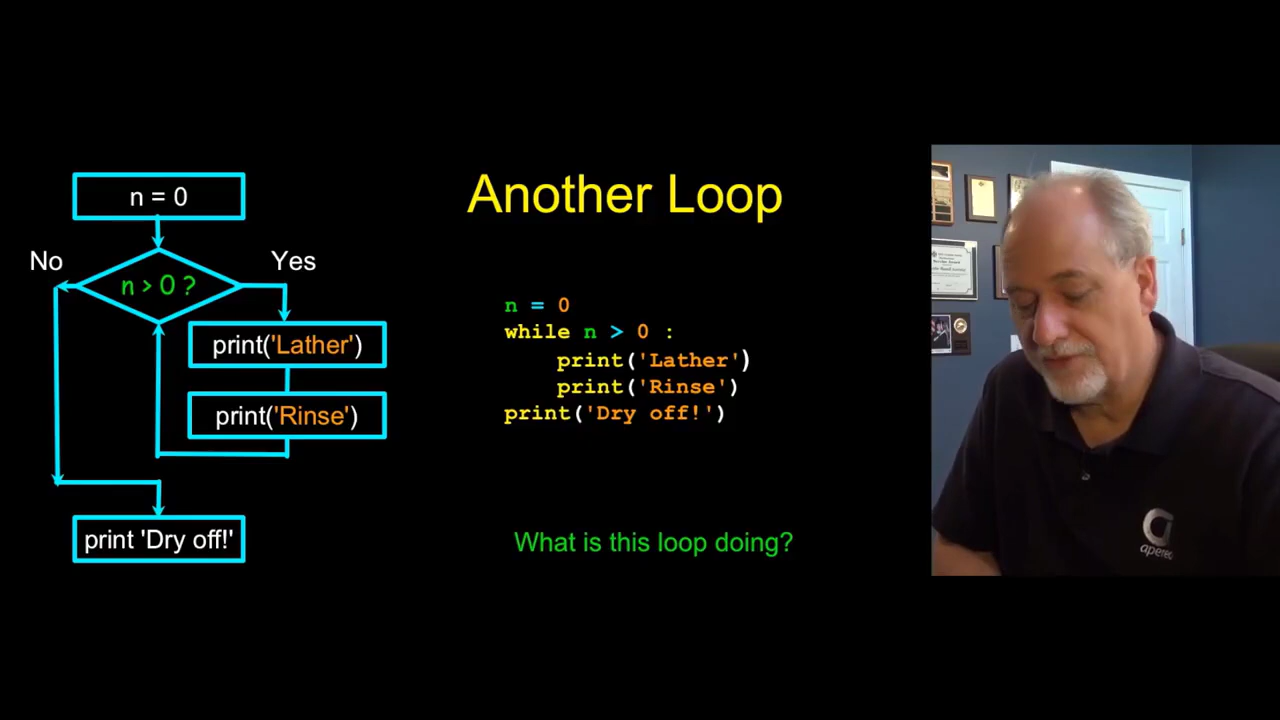 Another Loop
n = 0
No
Yes
n > 0 ?
print('Lather')
print('Rinse')
print 'Dry off!'
n = 0
while n > 0 :
    print('Lather')
    print('Rinse')
print('Dry off!')
What is this loop doing?